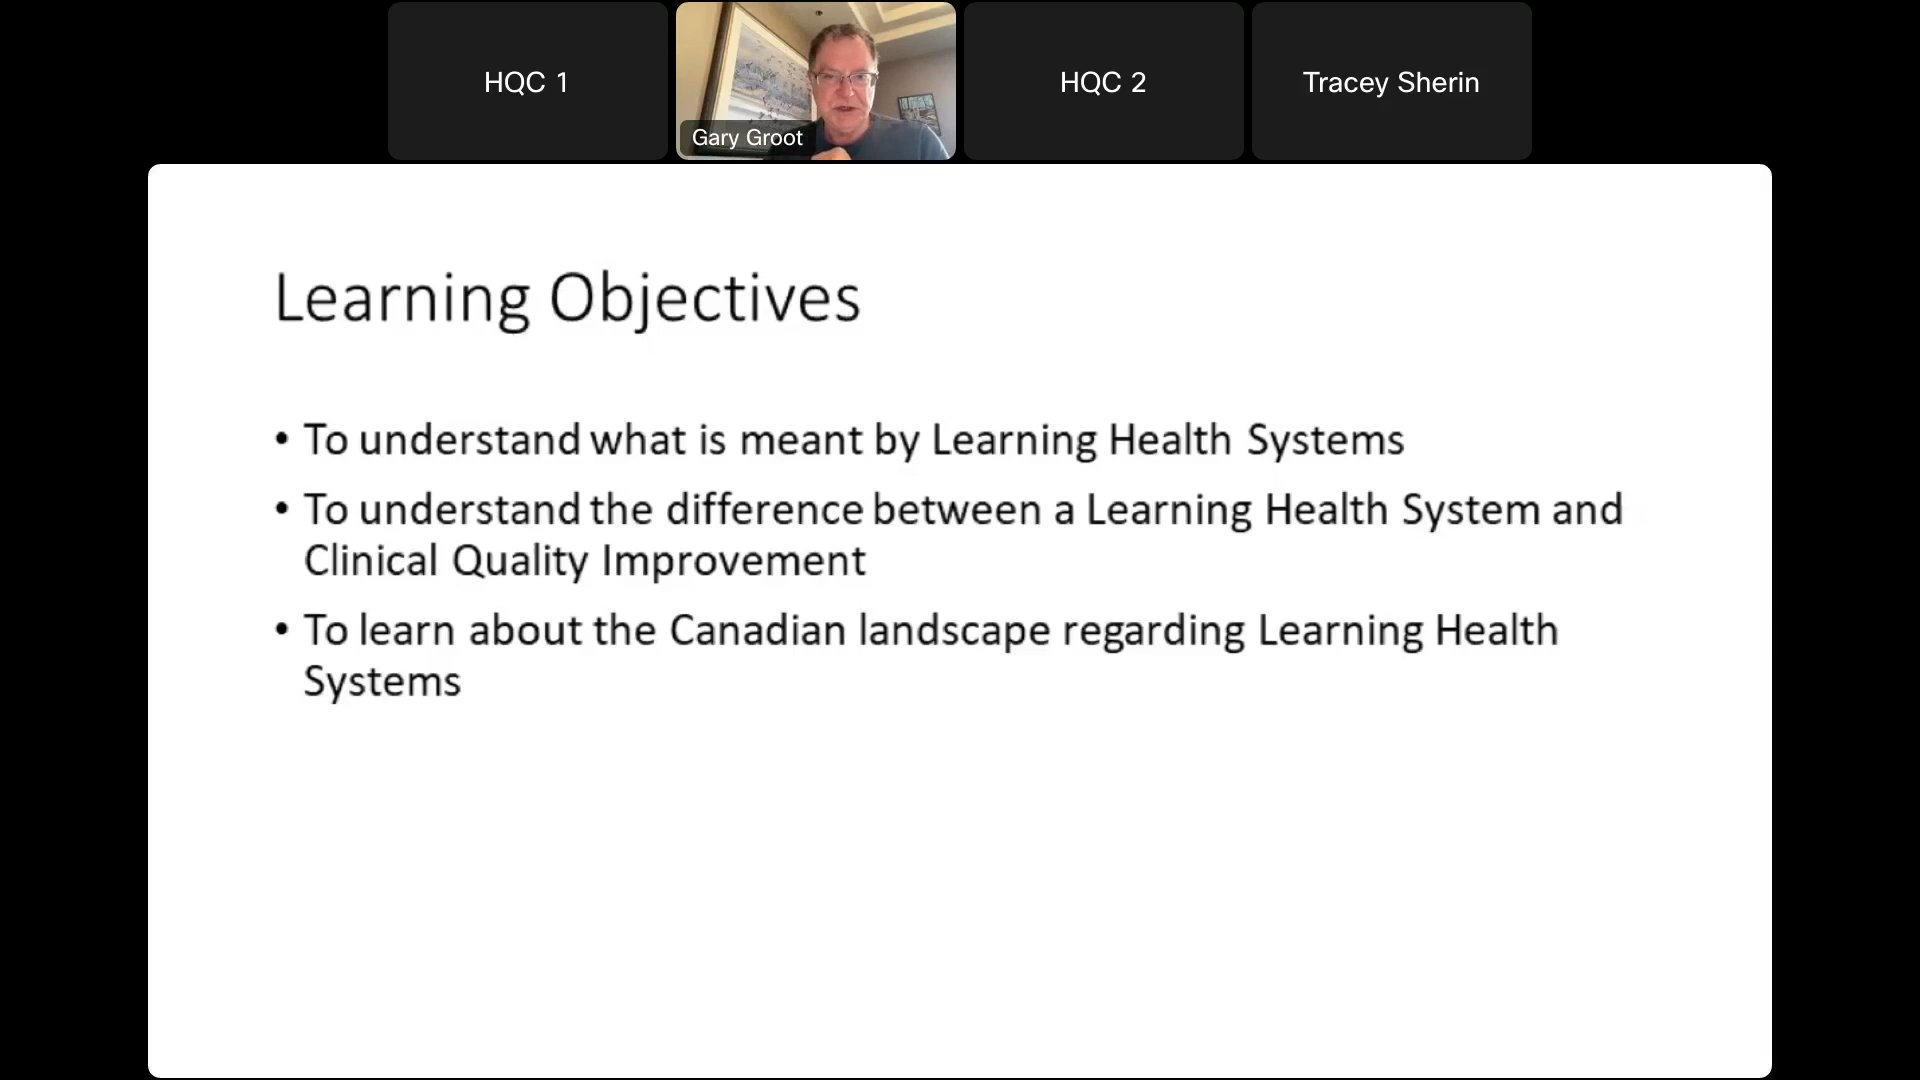 HQC 1
Gary Groot
HQC 2
Tracey Sherin
Learning Objectives
• To understand what is meant by Learning Health Systems
• To understand the difference between a Learning Health System and
Clinical Quality Improvement
• To learn about the Canadian landscape regarding Learning Health
Systems